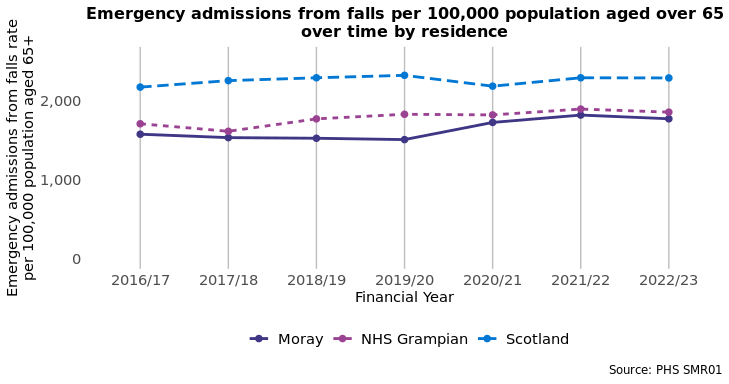 Emergency admissions from falls per 100,000 population aged over 65
over time by residence
Emergency admissions from falls rate
per 100,000 population aged 65+
2,000
1,000
0
2016/17 2017/18 2018/19 2019/20 2020/21 2021/22 2022/23
Financial Year
Moray NHS Grampian Scotland
Source: PHS SMR01